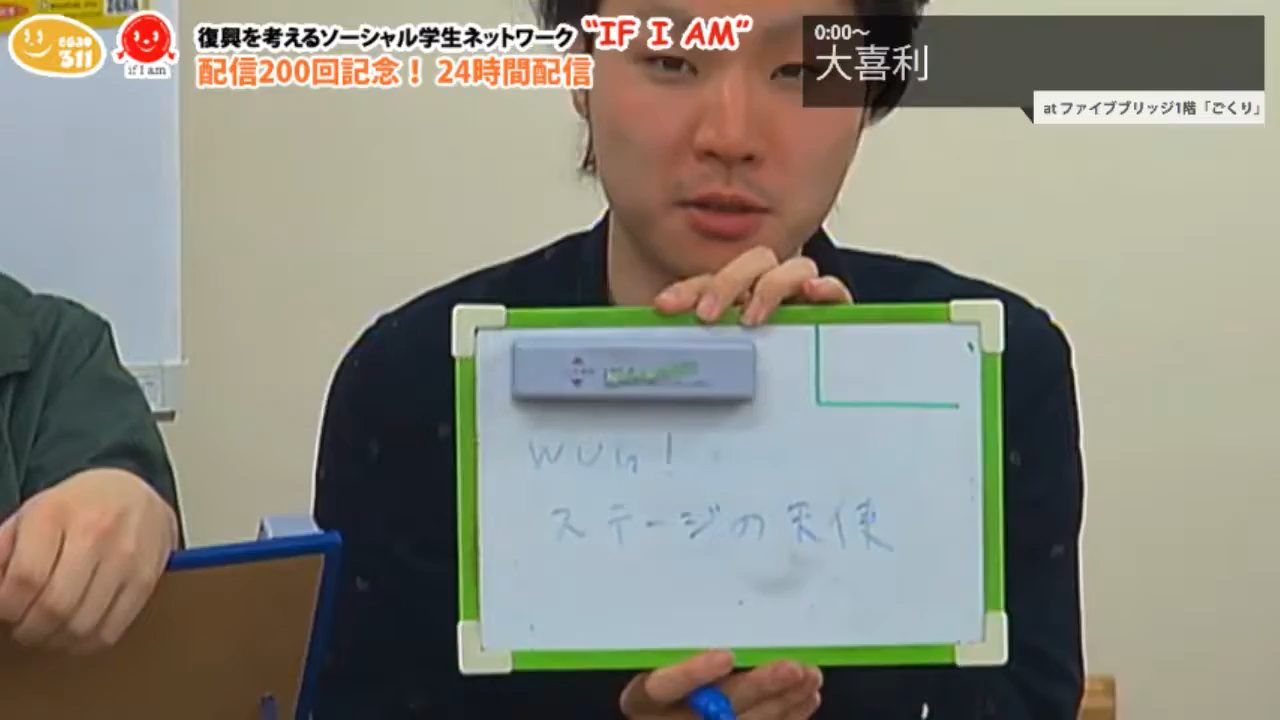 egao
311
if I am
復興を考えるソーシャル学生ネットワーク "IF I AM"
配信200回記念！ 24時間配信
0:00～
大喜利
at ファイブブリッジ1階「ごくり」
WUG!
ステージの天使